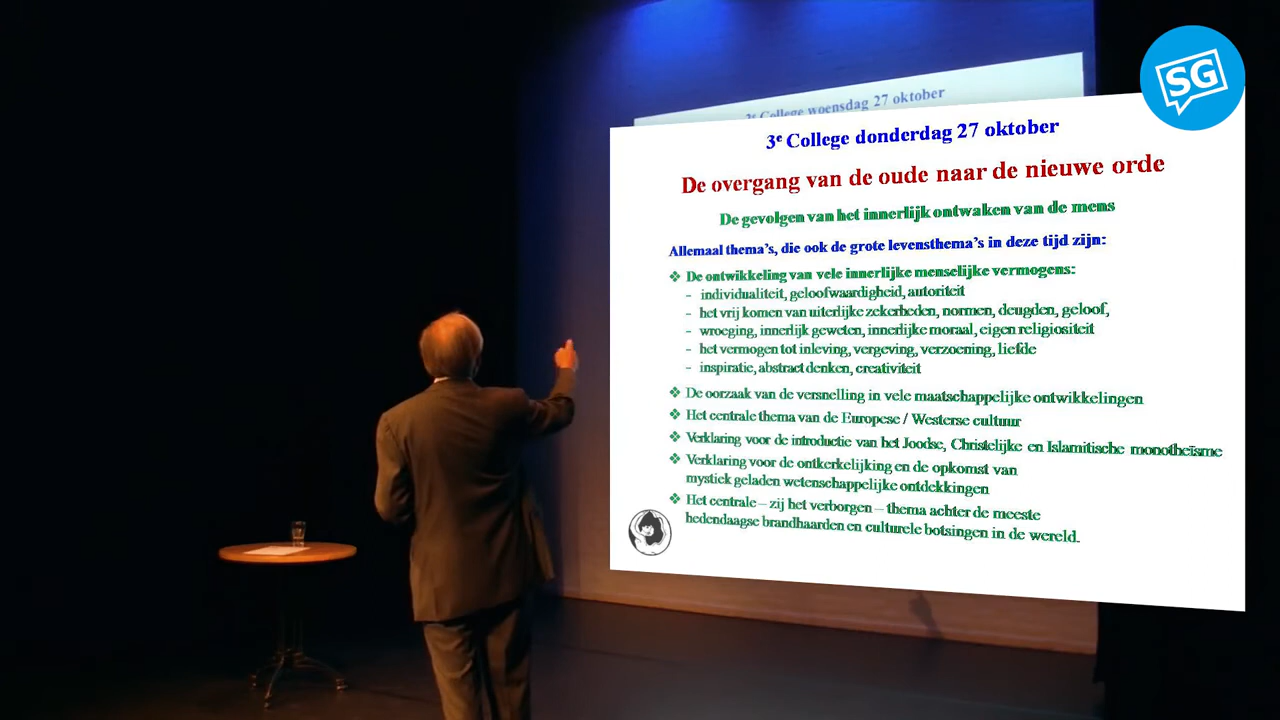 SG
2e College woensdag 27 oktober
3e College donderdag 27 oktober
De overgang van de oude naar de nieuwe orde
De gevolgen van het innerlijk ontwaken van de mens
Allemaal thema's, die ook de grote levensthema's in deze tijd zijn:
❖ De ontwikkeling van vele innerlijke menselijke vermogens:
- individualiteit, geloofwaardigheid, autoriteit
- het vrij komen van uiterlijke zekerheden, normen, deugden, geloof,
- wroeging, innerlijk geweten, innerlijke moraal, eigen religiositeit
- het vermogen tot inleving, vergeving, verzoening, liefde
- inspiratie, abstract denken, creativiteit
❖ De oorzaak van de versnelling in vele maatschappelijke ontwikkelingen
❖ Het centrale thema van de Europese / Westerse cultuur
❖ Verklaring voor de introductie van het Joodse, Christelijke en Islamitische monotheïsme
❖ Verklaring voor de ontkerkelijking en de opkomst van
mystiek geladen wetenschappelijke ontdekkingen
❖ Het centrale – zij het verborgen – thema achter de meeste
hedendaagse brandhaarden en culturele botsingen in de wereld.